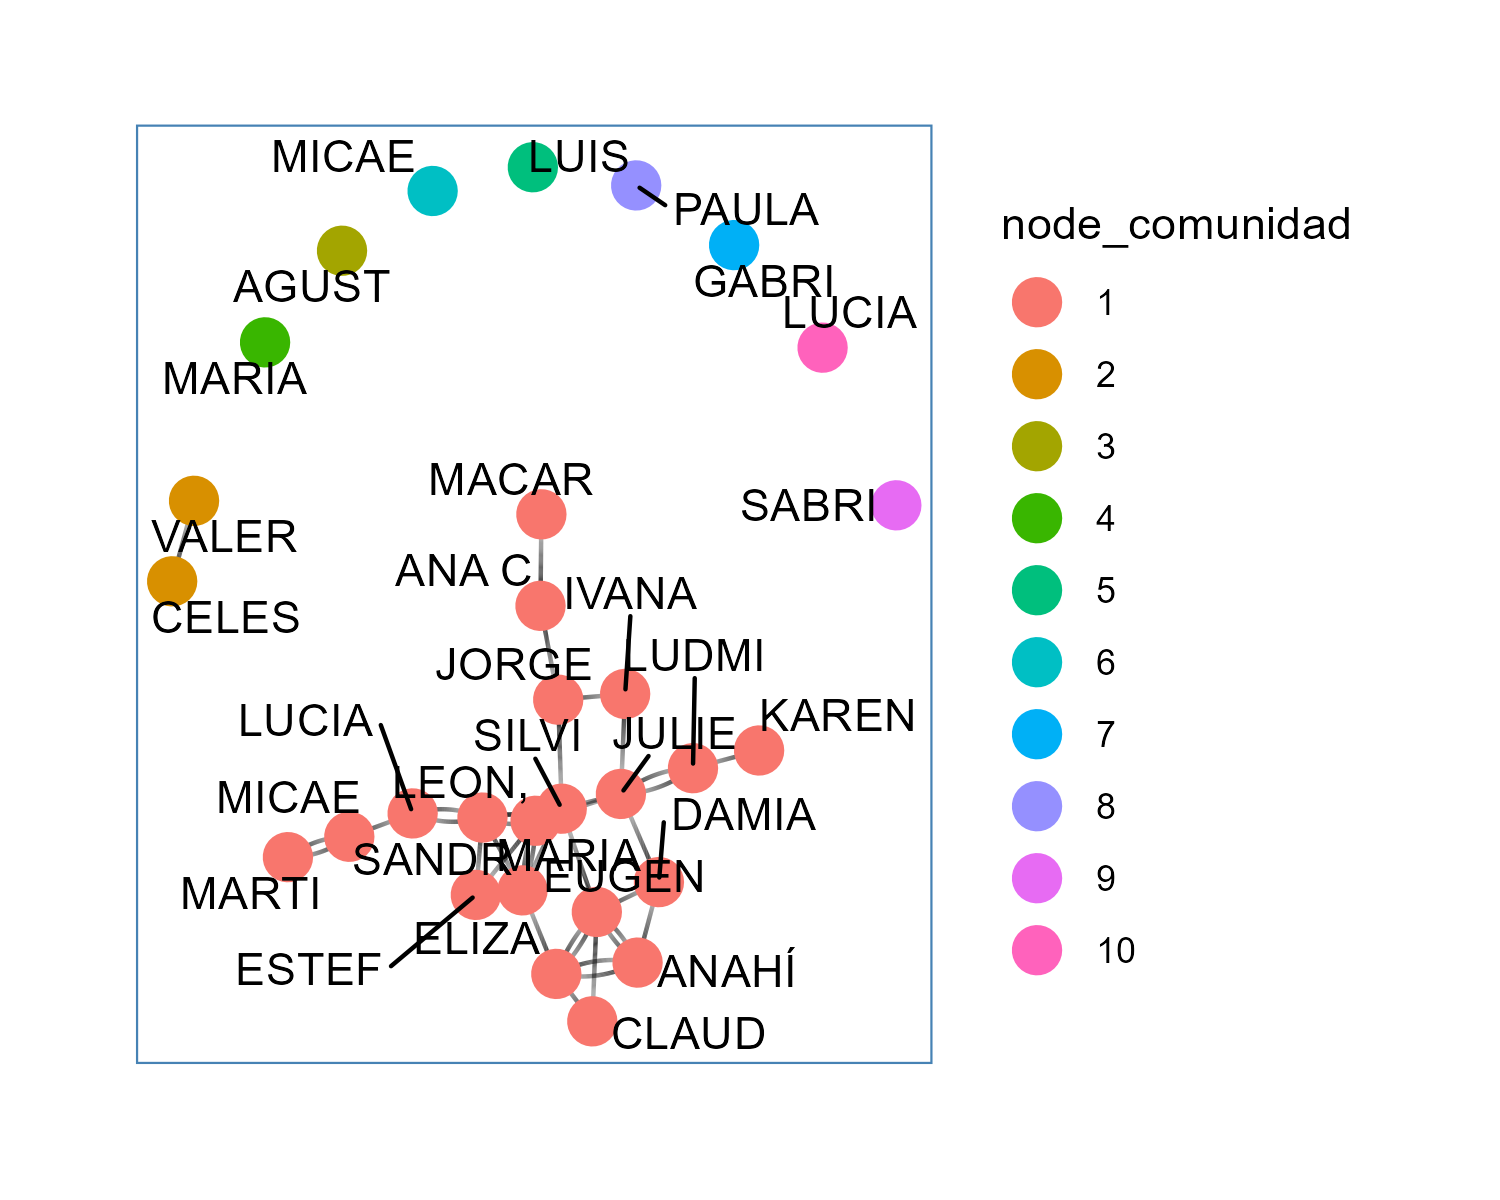 MICAE
LUIS
PAULA
AGUST
GABRI
LUCIA
MARIA
MACAR
SABRI
VALER
ANA C
IVANA
CELES
JORGE
LUDMI
LUCIA
SILVI
JULIE
KAREN
MICAE
LEON,
DAMIA
SANDR
MARIA
EUGEN
MARTI
ELIZA
ESTEF
ANAHÍ
CLAUD
node_comunidad
1
2
3
4
5
6
7
8
9
10